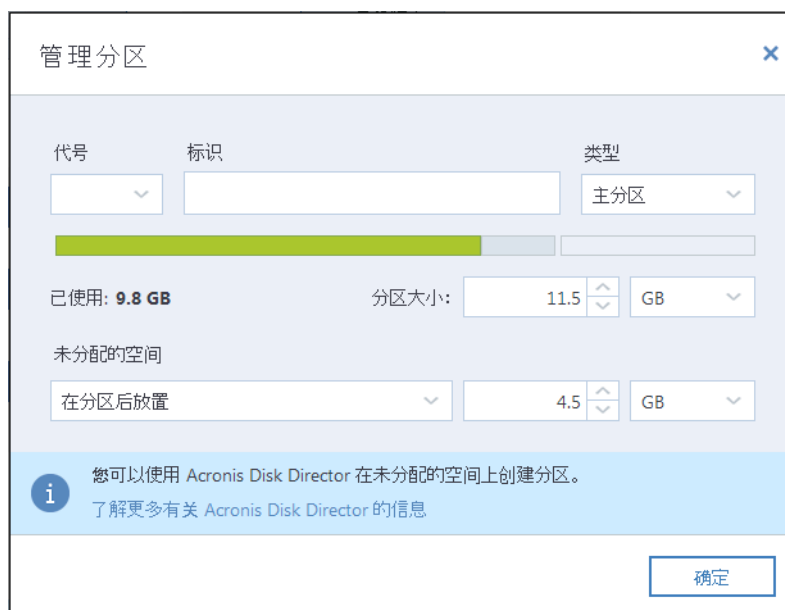 管理分区
代号 标识 类型
主分区
已使用: 9.8 GB 分区大小: 11.5 GB
未分配的空间
在分区后放置 4.5 GB
您可以使用 Acronis Disk Director 在未分配的空间上创建分区。
了解更多有关 Acronis Disk Director 的信息
确定